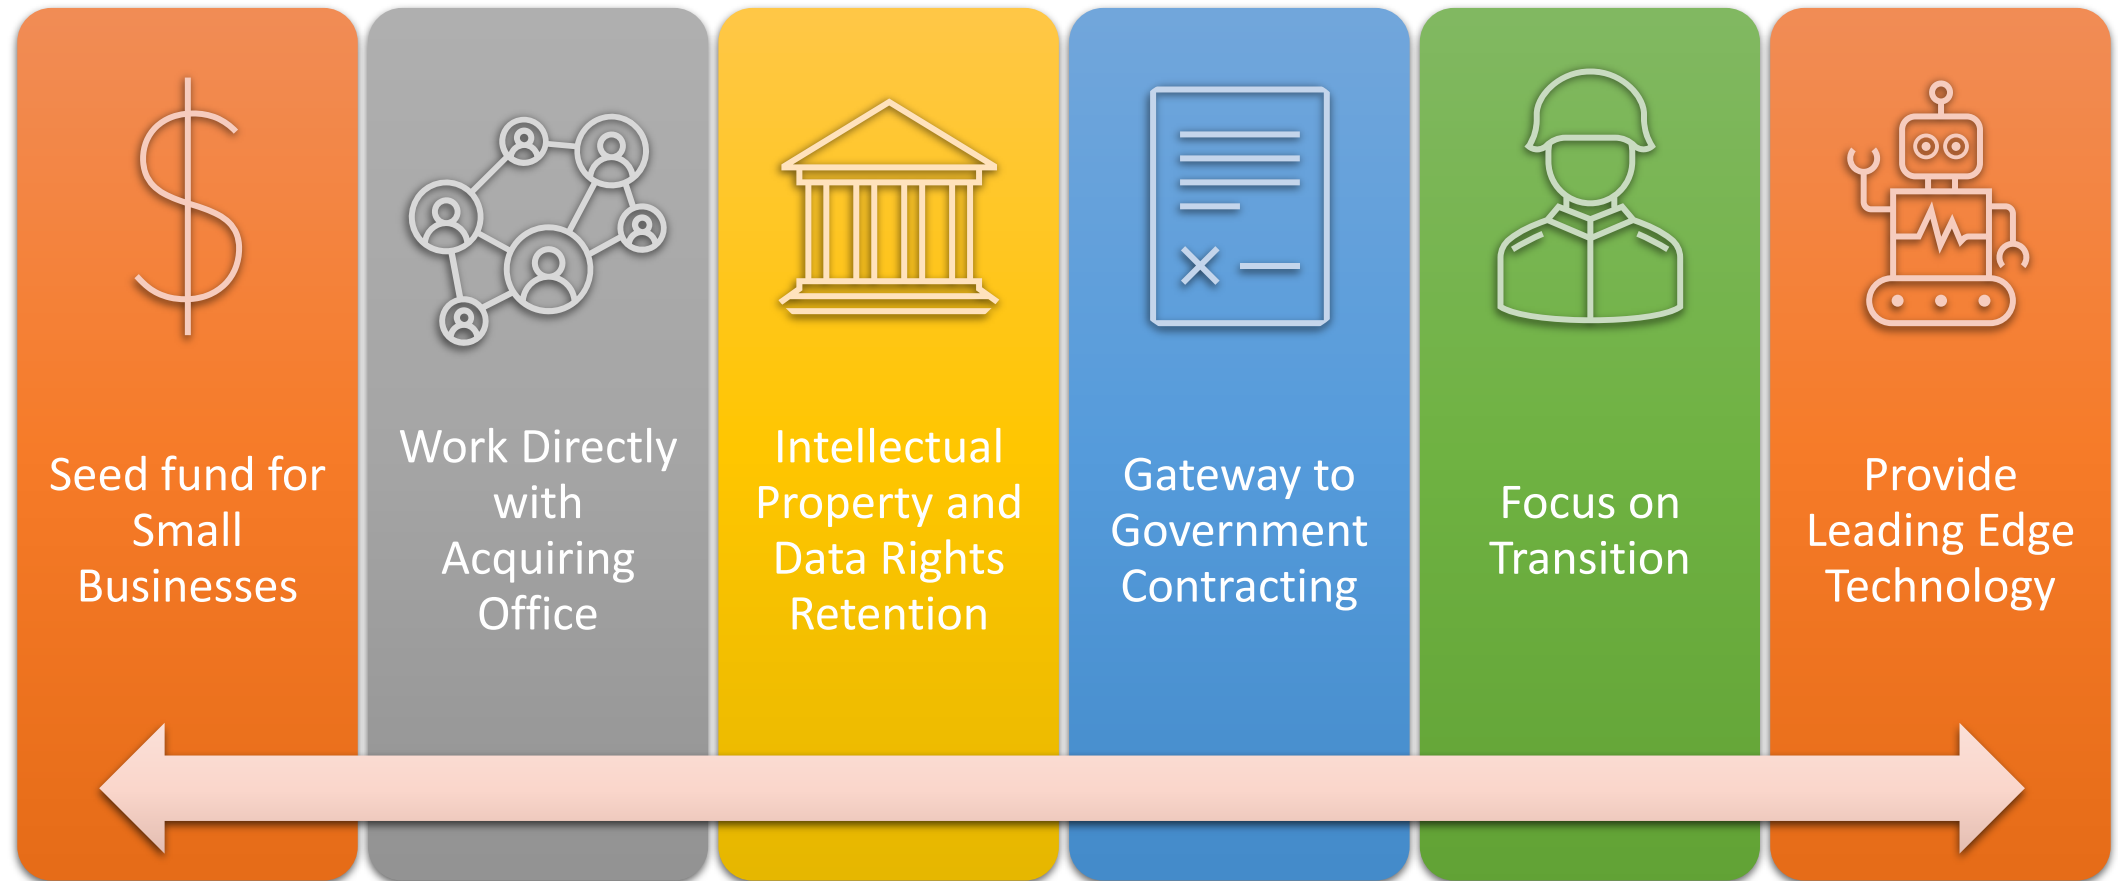 Seed fund for
Small
Businesses
Work Directly
with
Acquiring
Office
Intellectual
Property and
Data Rights
Retention
Gateway to
Government
Contracting
Focus on
Transition
Provide
Leading Edge
Technology